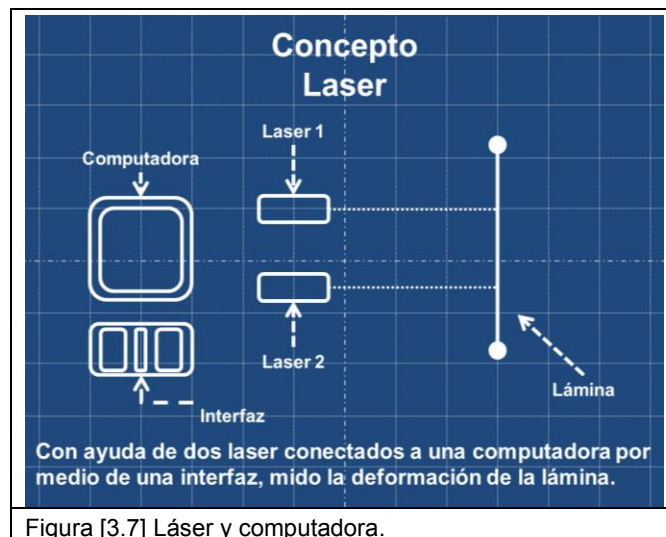 Concepto
Laser
Laser 1
Computadora
Laser 2
Lámina
Interfaz
Con ayuda de dos laser conectados a una computadora por
medio de una interfaz, mido la deformación de la lámina.
Figura [3.7] Láser y computadora.